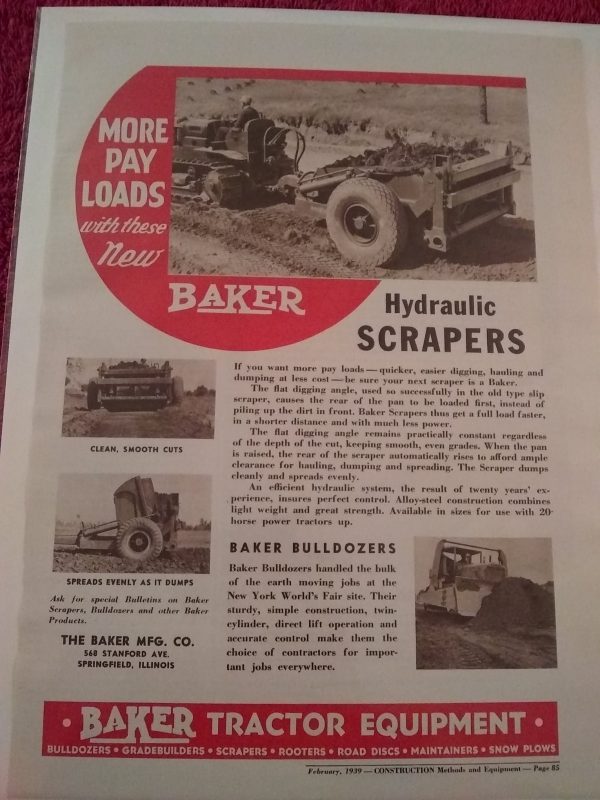 MORE
PAY
LOADS
with these
New
BAKER
Hydraulic
SCRAPERS
If you want more pay loads — quicker, easier digging, hauling and
dumping at less cost — be sure your next scraper is a Baker.
The flat digging angle, used so successfully in the old type slip
scraper, causes the rear of the pan to be loaded first, instead of
piling up the dirt in front. Baker Scrapers thus get a full load faster,
in a shorter distance and with much less power.
The flat digging angle remains practically constant regardless
of the depth of the cut, keeping smooth, even grades. When the pan
is raised, the rear of the scraper automatically rises to afford ample
clearance for hauling, dumping and spreading. The Scraper dumps
cleanly and spreads evenly.
An efficient hydraulic system, the result of twenty years' ex-
perience, insures perfect control. Alloy-steel construction combines
light weight and great strength. Available in sizes for use with 20-
horse power tractors up.
CLEAN, SMOOTH CUTS
SPREADS EVENLY AS IT DUMPS
Ask for special Bulletins on Baker
Scrapers, Bulldozers and other Baker
Products.
THE BAKER MFG. CO.
568 STANFORD AVE.
SPRINGFIELD, ILLINOIS
BAKER BULLDOZERS
Baker Bulldozers handled the bulk
of the earth moving jobs at the
New York World's Fair site. Their
sturdy, simple construction, twin-
cylinder, direct lift operation and
accurate control make them the
choice of contractors for impor-
tant jobs everywhere.
• BAKER TRACTOR EQUIPMENT •
BULLDOZERS • GRADEBUILDERS • SCRAPERS • ROOTERS • ROAD DISCS • MAINTAINERS • SNOW PLOWS
February, 1939 — CONSTRUCTION Methods and Equipment — Page 85